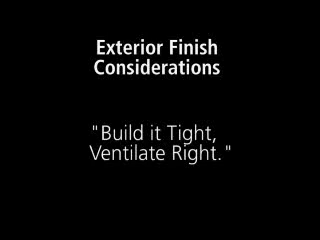 Exterior Finish
Considerations
"Build it Tight,
Ventilate Right."